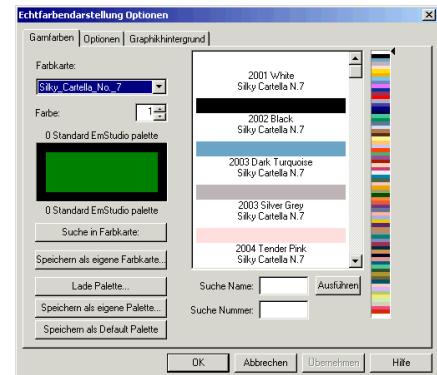 Echtfarbendarstellung Optionen
Garnfarben
Optionen
Graphikhintergrund
Farbkarte:
Silky_Cartella_No._7
Farbe:
1
0 Standard EmStudio palette
0 Standard EmStudio palette
Suche in Farbkarte:
Speichern als eigene Farbkarte...
Lade Palette...
Speichern als eigene Palette...
Speichern als Default Palette
2001 White
Silky Cartella N.7
2002 Black
Silky Cartella N.7
2003 Dark Turquoise
Silky Cartella N.7
2003 Silver Grey
Silky Cartella N.7
2004 Tender Pink
Silky Cartella N.7
Suche Name:
Ausführen
Suche Nummer:
OK
Abbrechen
Übernehmen
Hilfe